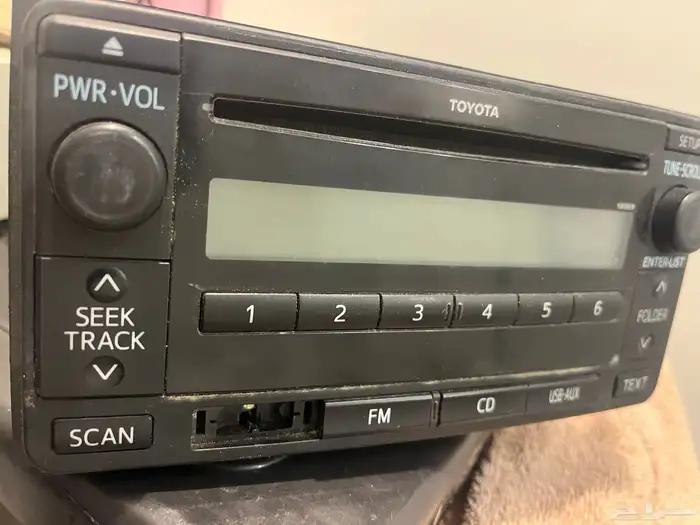 PWR·VOL
TOYOTA
SETUP
TUNE·SCROLL
ENTER·LIST
SEEK
TRACK
1 2 3 4 5 6
FOLDER
SCAN
FM
CD
USB·AUX
TEXT
حراج